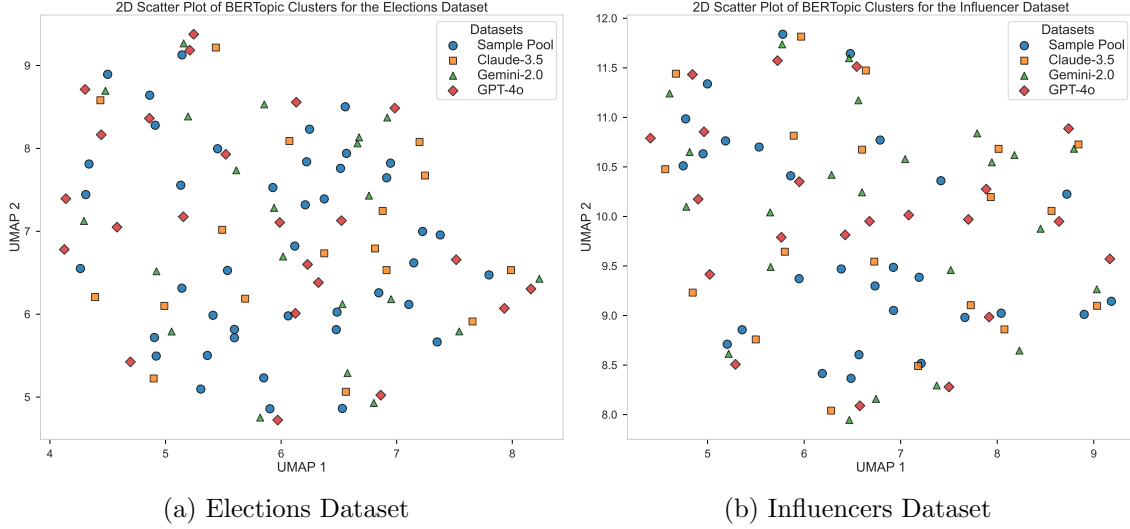 2D Scatter Plot of BERTopic Clusters for the Elections Dataset
Datasets
Sample Pool
Claude-3.5
Gemini-2.0
GPT-4o
UMAP 2
9
8
7
6
5
4
5
6
7
8
UMAP 1
(a) Elections Dataset
2D Scatter Plot of BERTopic Clusters for the Influencer Dataset
Datasets
Sample Pool
Claude-3.5
Gemini-2.0
GPT-4o
UMAP 2
12.0
11.5
11.0
10.5
10.0
9.5
9.0
8.5
8.0
5
6
7
8
9
UMAP 1
(b) Influencers Dataset